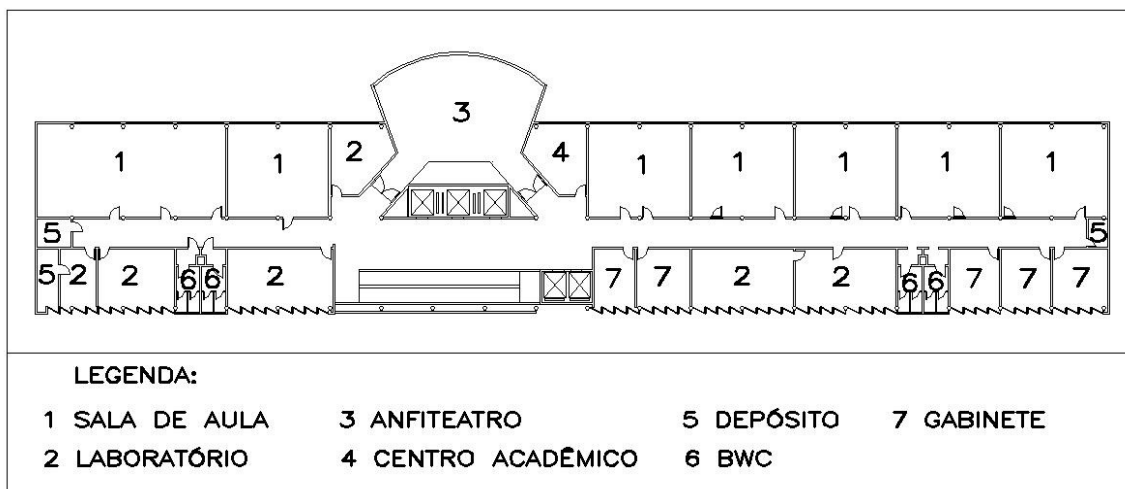 3
1 1 2 4 1 1 1 1 1
5 5
5 2 2 6 6 2 7 7 2 2 6 6 7 7 7
LEGENDA:
1 SALA DE AULA 3 ANFITEATRO 5 DEPÓSITO 7 GABINETE
2 LABORATÓRIO 4 CENTRO ACADÊMICO 6 BWC